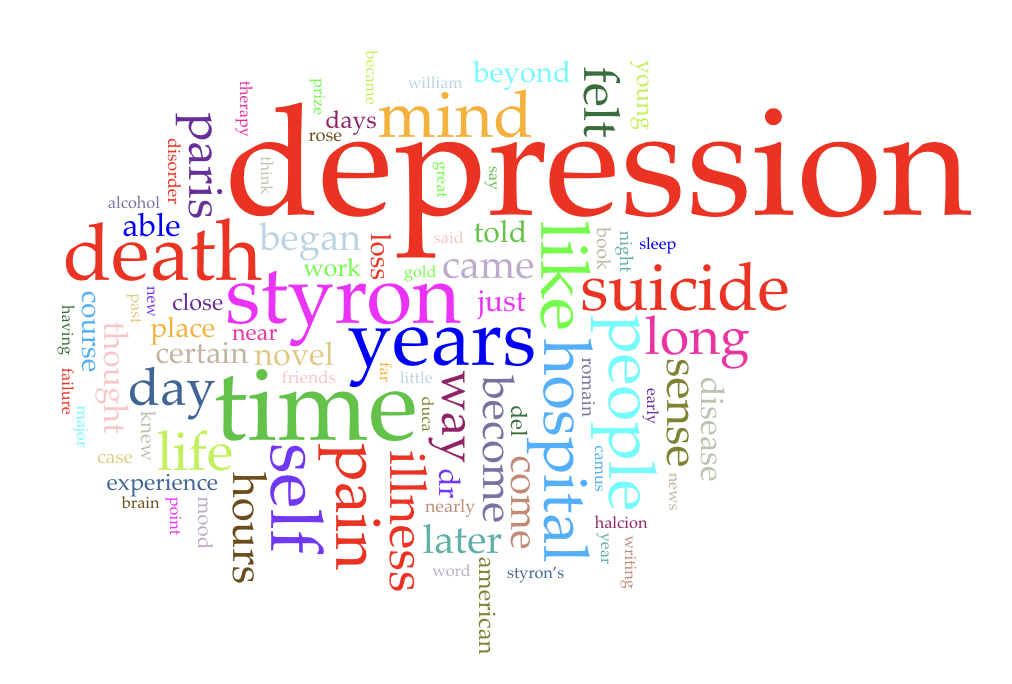 became
william
beyond
felt
young
therapy
prize
mind
days
rose
depression
paris
disorder
think
great
say
alcohol
able
death
began
loss
said
told
like
book
night
sleep
work
gold
came
suicide
having
course
past
new
close
styron
just
people
long
place
near
years
thought
certain
novel
hospital
romain
sense
disease
failure
day
friends
far
little
way
become
early
major
knew
time
duca
del
case
life
camus
news
experience
self
pain
illness
dr
come
brain
point
mood
hours
nearly
halcion
later
year
writing
word
american
styron’s